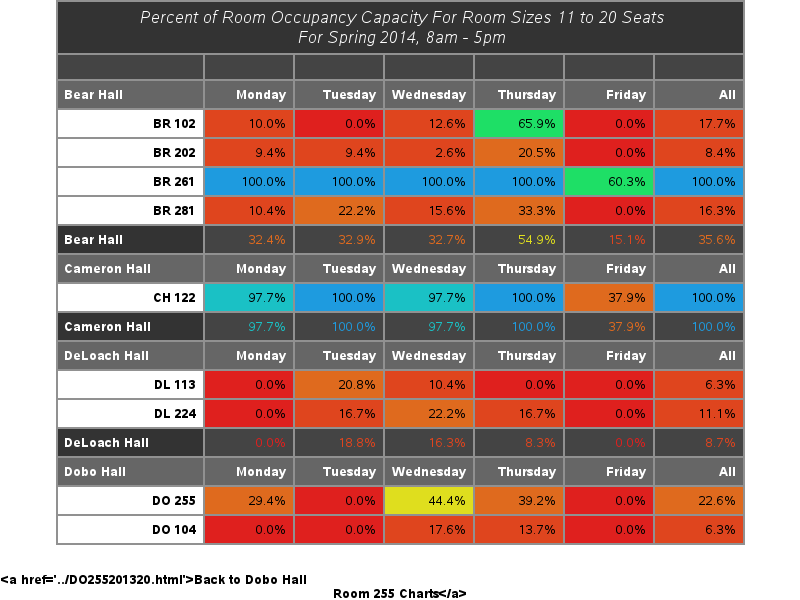 Percent of Room Occupancy Capacity For Room Sizes 11 to 20 Seats
For Spring 2014, 8am - 5pm
Bear Hall Monday Tuesday Wednesday Thursday Friday All
BR 102 10.0% 0.0% 12.6% 65.9% 0.0% 17.7%
BR 202 9.4% 9.4% 2.6% 20.5% 0.0% 8.4%
BR 261 100.0% 100.0% 100.0% 100.0% 60.3% 100.0%
BR 281 10.4% 22.2% 15.6% 33.3% 0.0% 16.3%
Bear Hall 32.4% 32.9% 32.7% 54.9% 15.1% 35.6%
Cameron Hall Monday Tuesday Wednesday Thursday Friday All
CH 122 97.7% 100.0% 97.7% 100.0% 37.9% 100.0%
Cameron Hall 97.7% 100.0% 97.7% 100.0% 37.9% 100.0%
DeLoach Hall Monday Tuesday Wednesday Thursday Friday All
DL 113 0.0% 20.8% 10.4% 0.0% 0.0% 6.3%
DL 224 0.0% 16.7% 22.2% 16.7% 0.0% 11.1%
DeLoach Hall 0.0% 18.8% 16.3% 8.3% 0.0% 8.7%
Dobo Hall Monday Tuesday Wednesday Thursday Friday All
DO 255 29.4% 0.0% 44.4% 39.2% 0.0% 22.6%
DO 104 0.0% 0.0% 17.6% 13.7% 0.0% 6.3%
<a href='../DO255201320.html'>Back to Dobo Hall
Room 255 Charts</a>